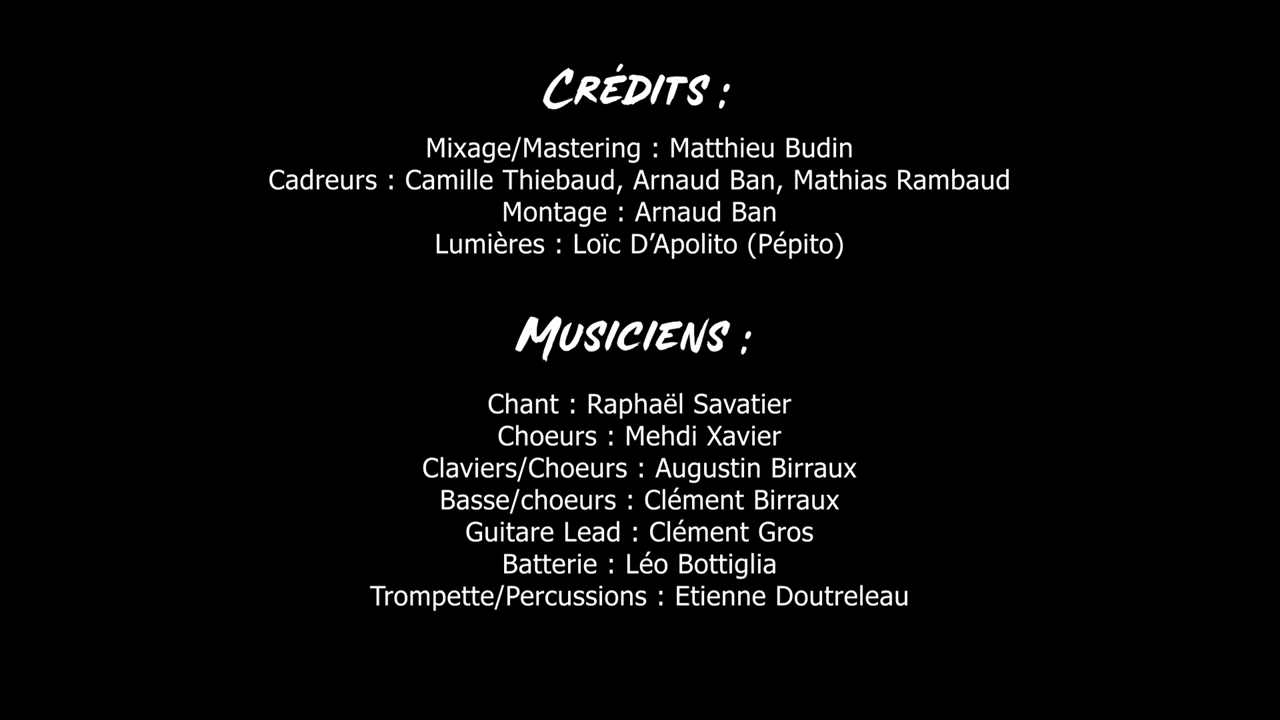 CRÉDITS :
Mixage/Mastering : Matthieu Budin
Cadreurs : Camille Thiebaud, Arnaud Ban, Mathias Rambaud
Montage : Arnaud Ban
Lumières : Loïc D’Apolito (Pépito)
MUSICIENS :
Chant : Raphaël Savatier
Choeurs : Mehdi Xavier
Claviers/Choeurs : Augustin Birraux
Basse/choeurs : Clément Birraux
Guitare Lead : Clément Gros
Batterie : Léo Bottiglia
Trompette/Percussions : Etienne Doutreleau